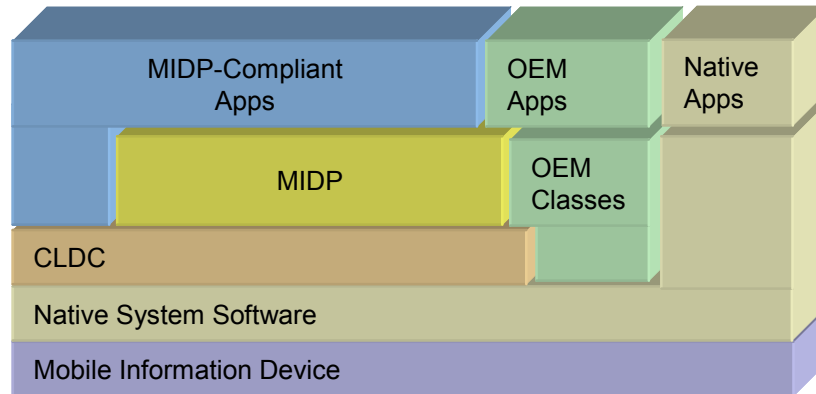 MIDP-Compliant
Apps
OEM
Apps
Native
Apps
MIDP
OEM
Classes
CLDC
Native System Software
Mobile Information Device